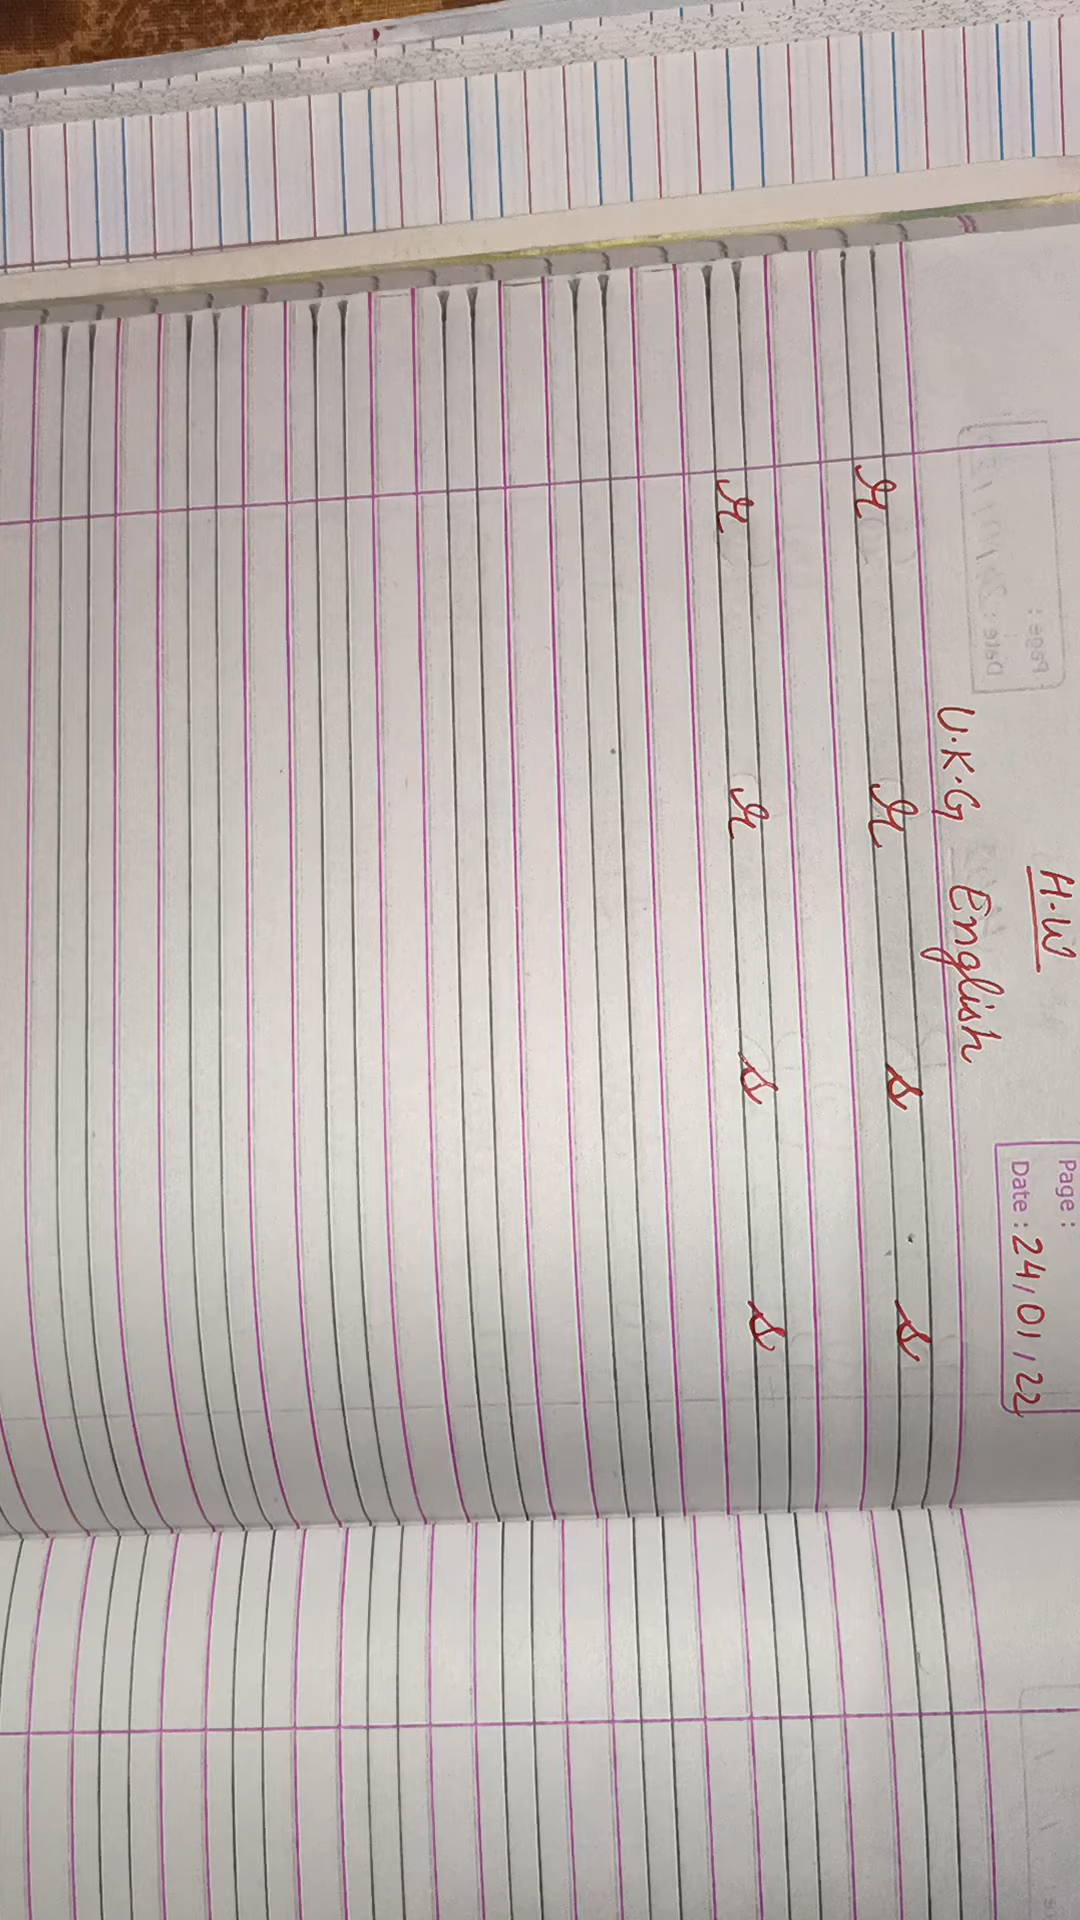 H.W
Page :
Date : 24/01/22
U.K.G English
r r s s
r r s s